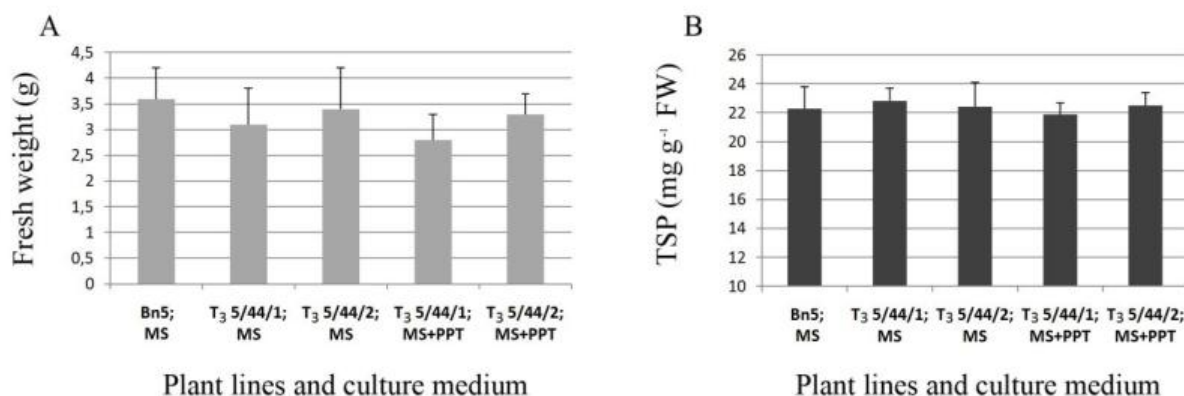 A
Fresh weight (g)
4,5
4
3,5
3
2,5
2
1,5
1
0,5
0
Bn5;
MS
T3 5/44/1;
MS
T3 5/44/2;
MS
T3 5/44/1;
MS+PPT
T3 5/44/2;
MS+PPT
Plant lines and culture medium
B
TSP (mg g-1 FW)
26
24
22
20
18
16
14
12
10
Bn5;
MS
T3 5/44/1;
MS
T3 5/44/2;
MS
T3 5/44/1;
MS+PPT
T3 5/44/2;
MS+PPT
Plant lines and culture medium